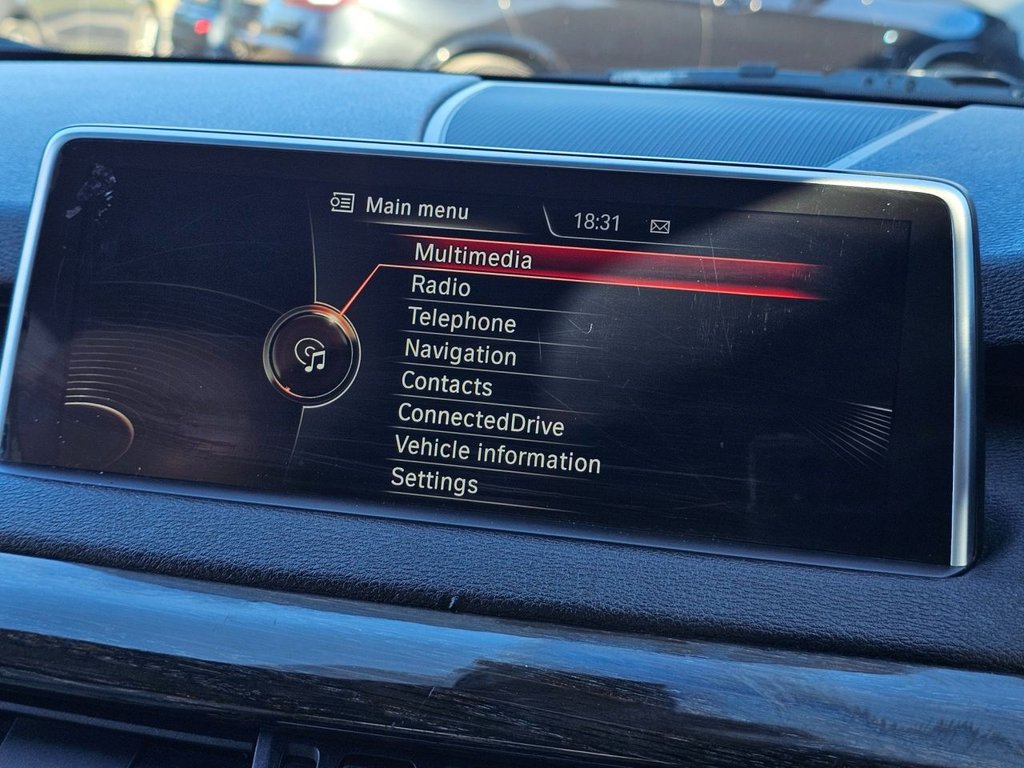 Main menu 18:31
Multimedia
Radio
Telephone
Navigation
Contacts
ConnectedDrive
Vehicle information
Settings